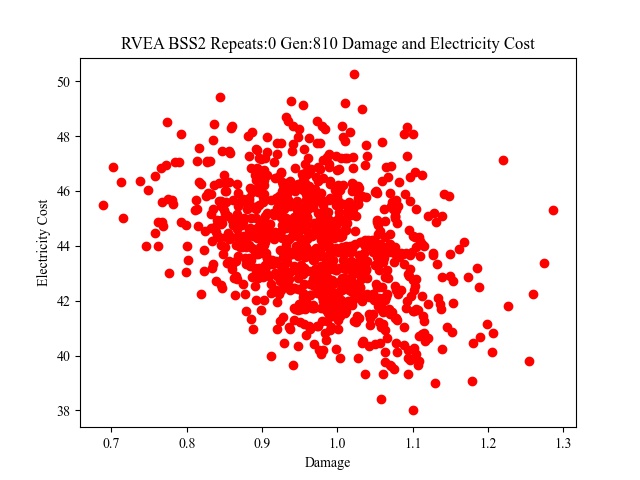 RVEA BSS2 Repeats:0 Gen:810 Damage and Electricity Cost
50
48
46
44
42
40
38
Electricity Cost
0.7 0.8 0.9 1.0 1.1 1.2 1.3
Damage